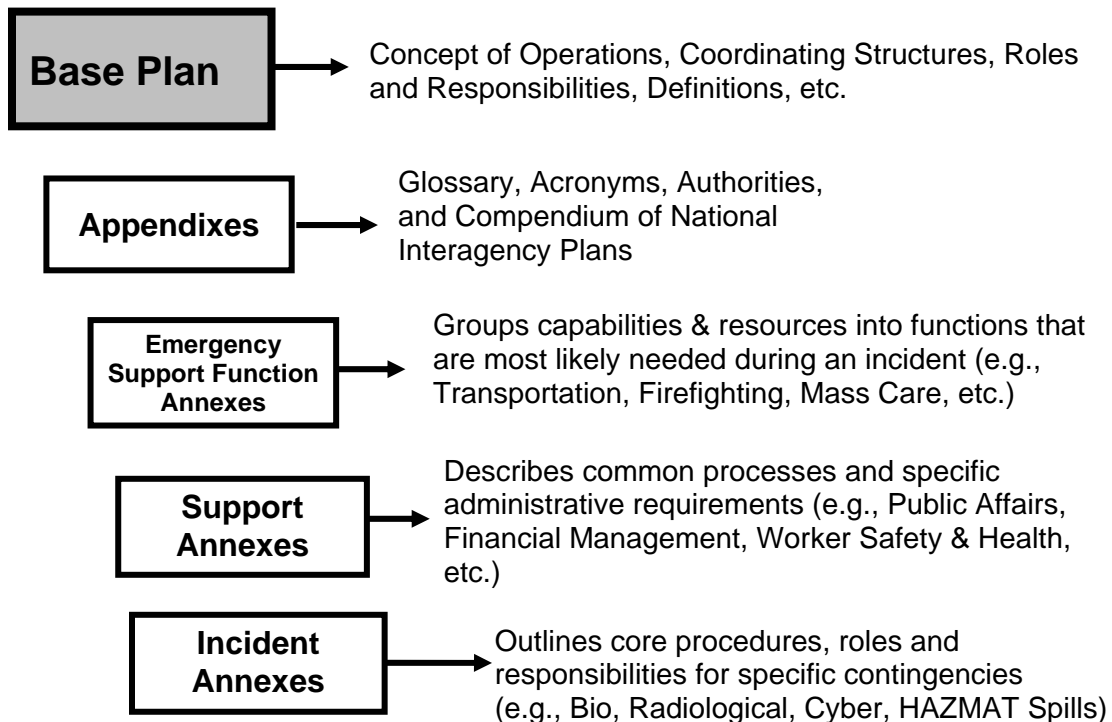 Base Plan
Concept of Operations, Coordinating Structures, Roles
and Responsibilities, Definitions, etc.
Appendixes
Glossary, Acronyms, Authorities,
and Compendium of National
Interagency Plans
Emergency
Support Function
Annexes
Groups capabilities & resources into functions that
are most likely needed during an incident (e.g.,
Transportation, Firefighting, Mass Care, etc.)
Support
Annexes
Describes common processes and specific
administrative requirements (e.g., Public Affairs,
Financial Management, Worker Safety & Health,
etc.)
Incident
Annexes
Outlines core procedures, roles and
responsibilities for specific contingencies
(e.g., Bio, Radiological, Cyber, HAZMAT Spills)